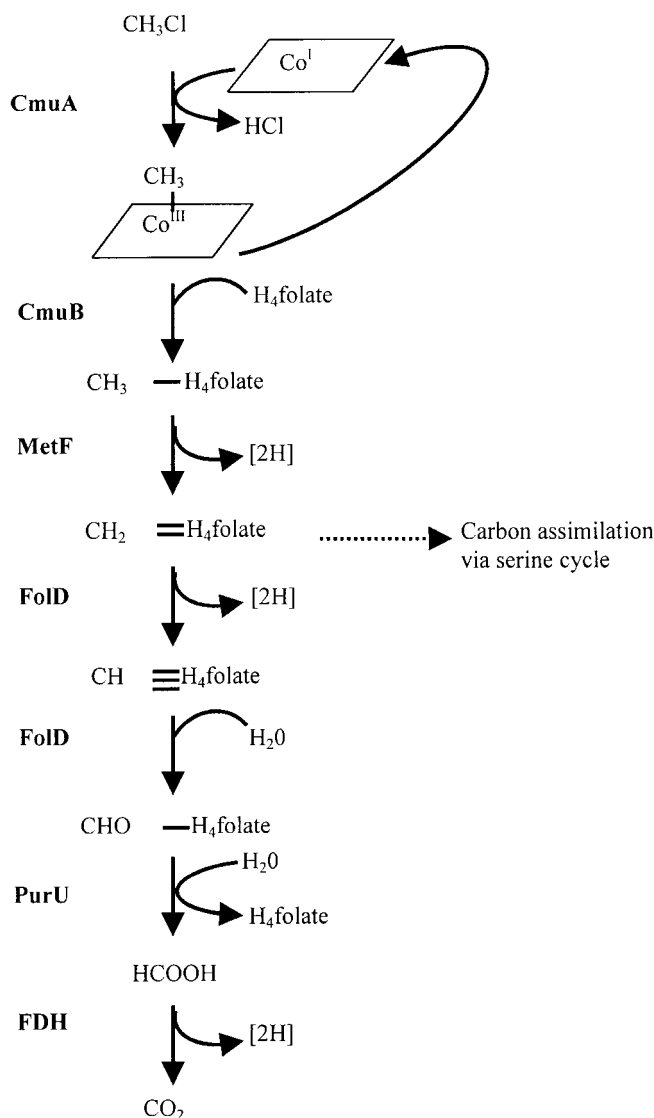 CH₃Cl
Coᴵ
CmuA
HCl
CH₃
Coᴵᴵᴵ
CmuB
H₄folate
CH₃ H₄folate
MetF
[2H]
CH₂ H₄folate
Carbon assimilation
via serine cycle
FolD
[2H]
CH H₄folate
FolD
H₂0
CHO H₄folate
H₂0
PurU
H₄folate
HCOOH
FDH
[2H]
CO₂